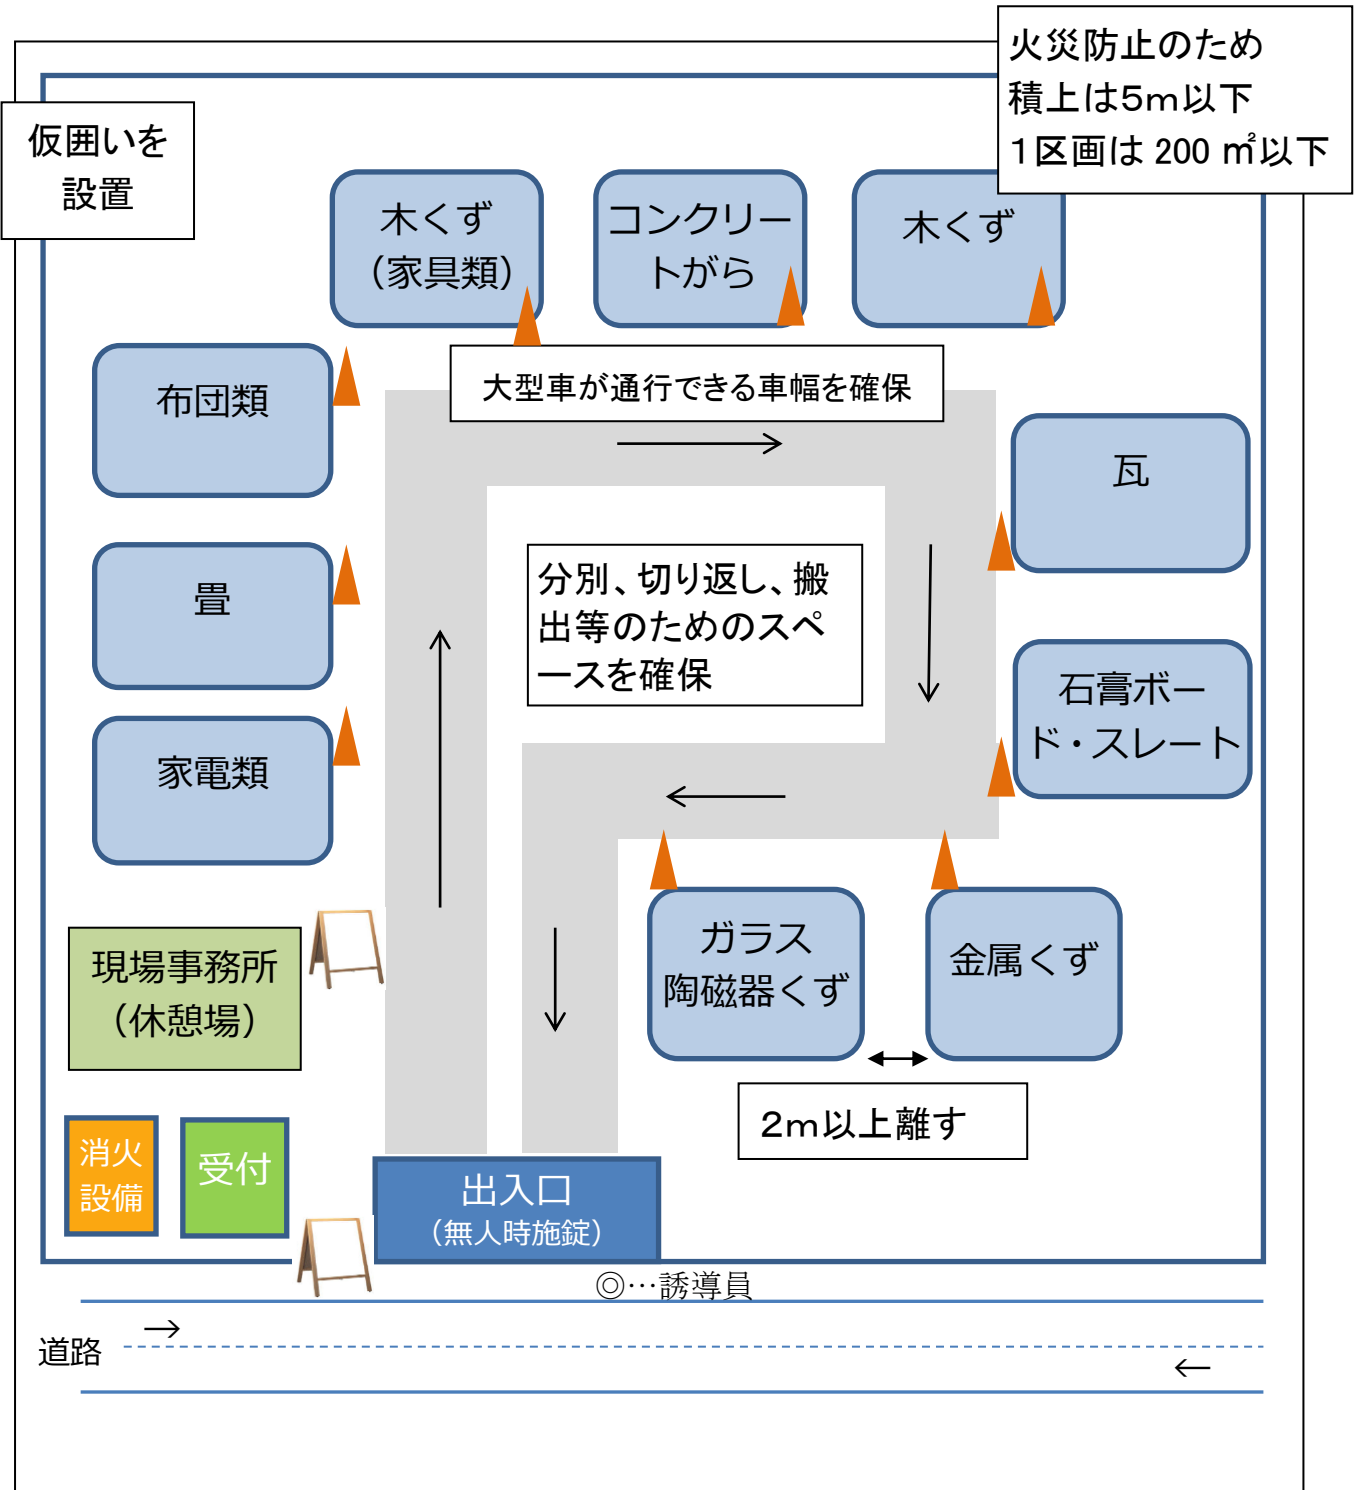 火災防止のため
積上は5m以下
1区画は 200 ㎡以下
仮囲いを
設置
木くず
(家具類)
コンクリー
トがら
木くず
布団類
大型車が通行できる車幅を確保
瓦
畳
分別、切り返し、搬
出等のためのスペ
ースを確保
石膏ボー
ド・スレート
家電類
現場事務所
(休憩場)
ガラス
陶磁器くず
金属くず
2m以上離す
消火
設備
受付
出入口
(無人時施錠)
◎…誘導員
道路